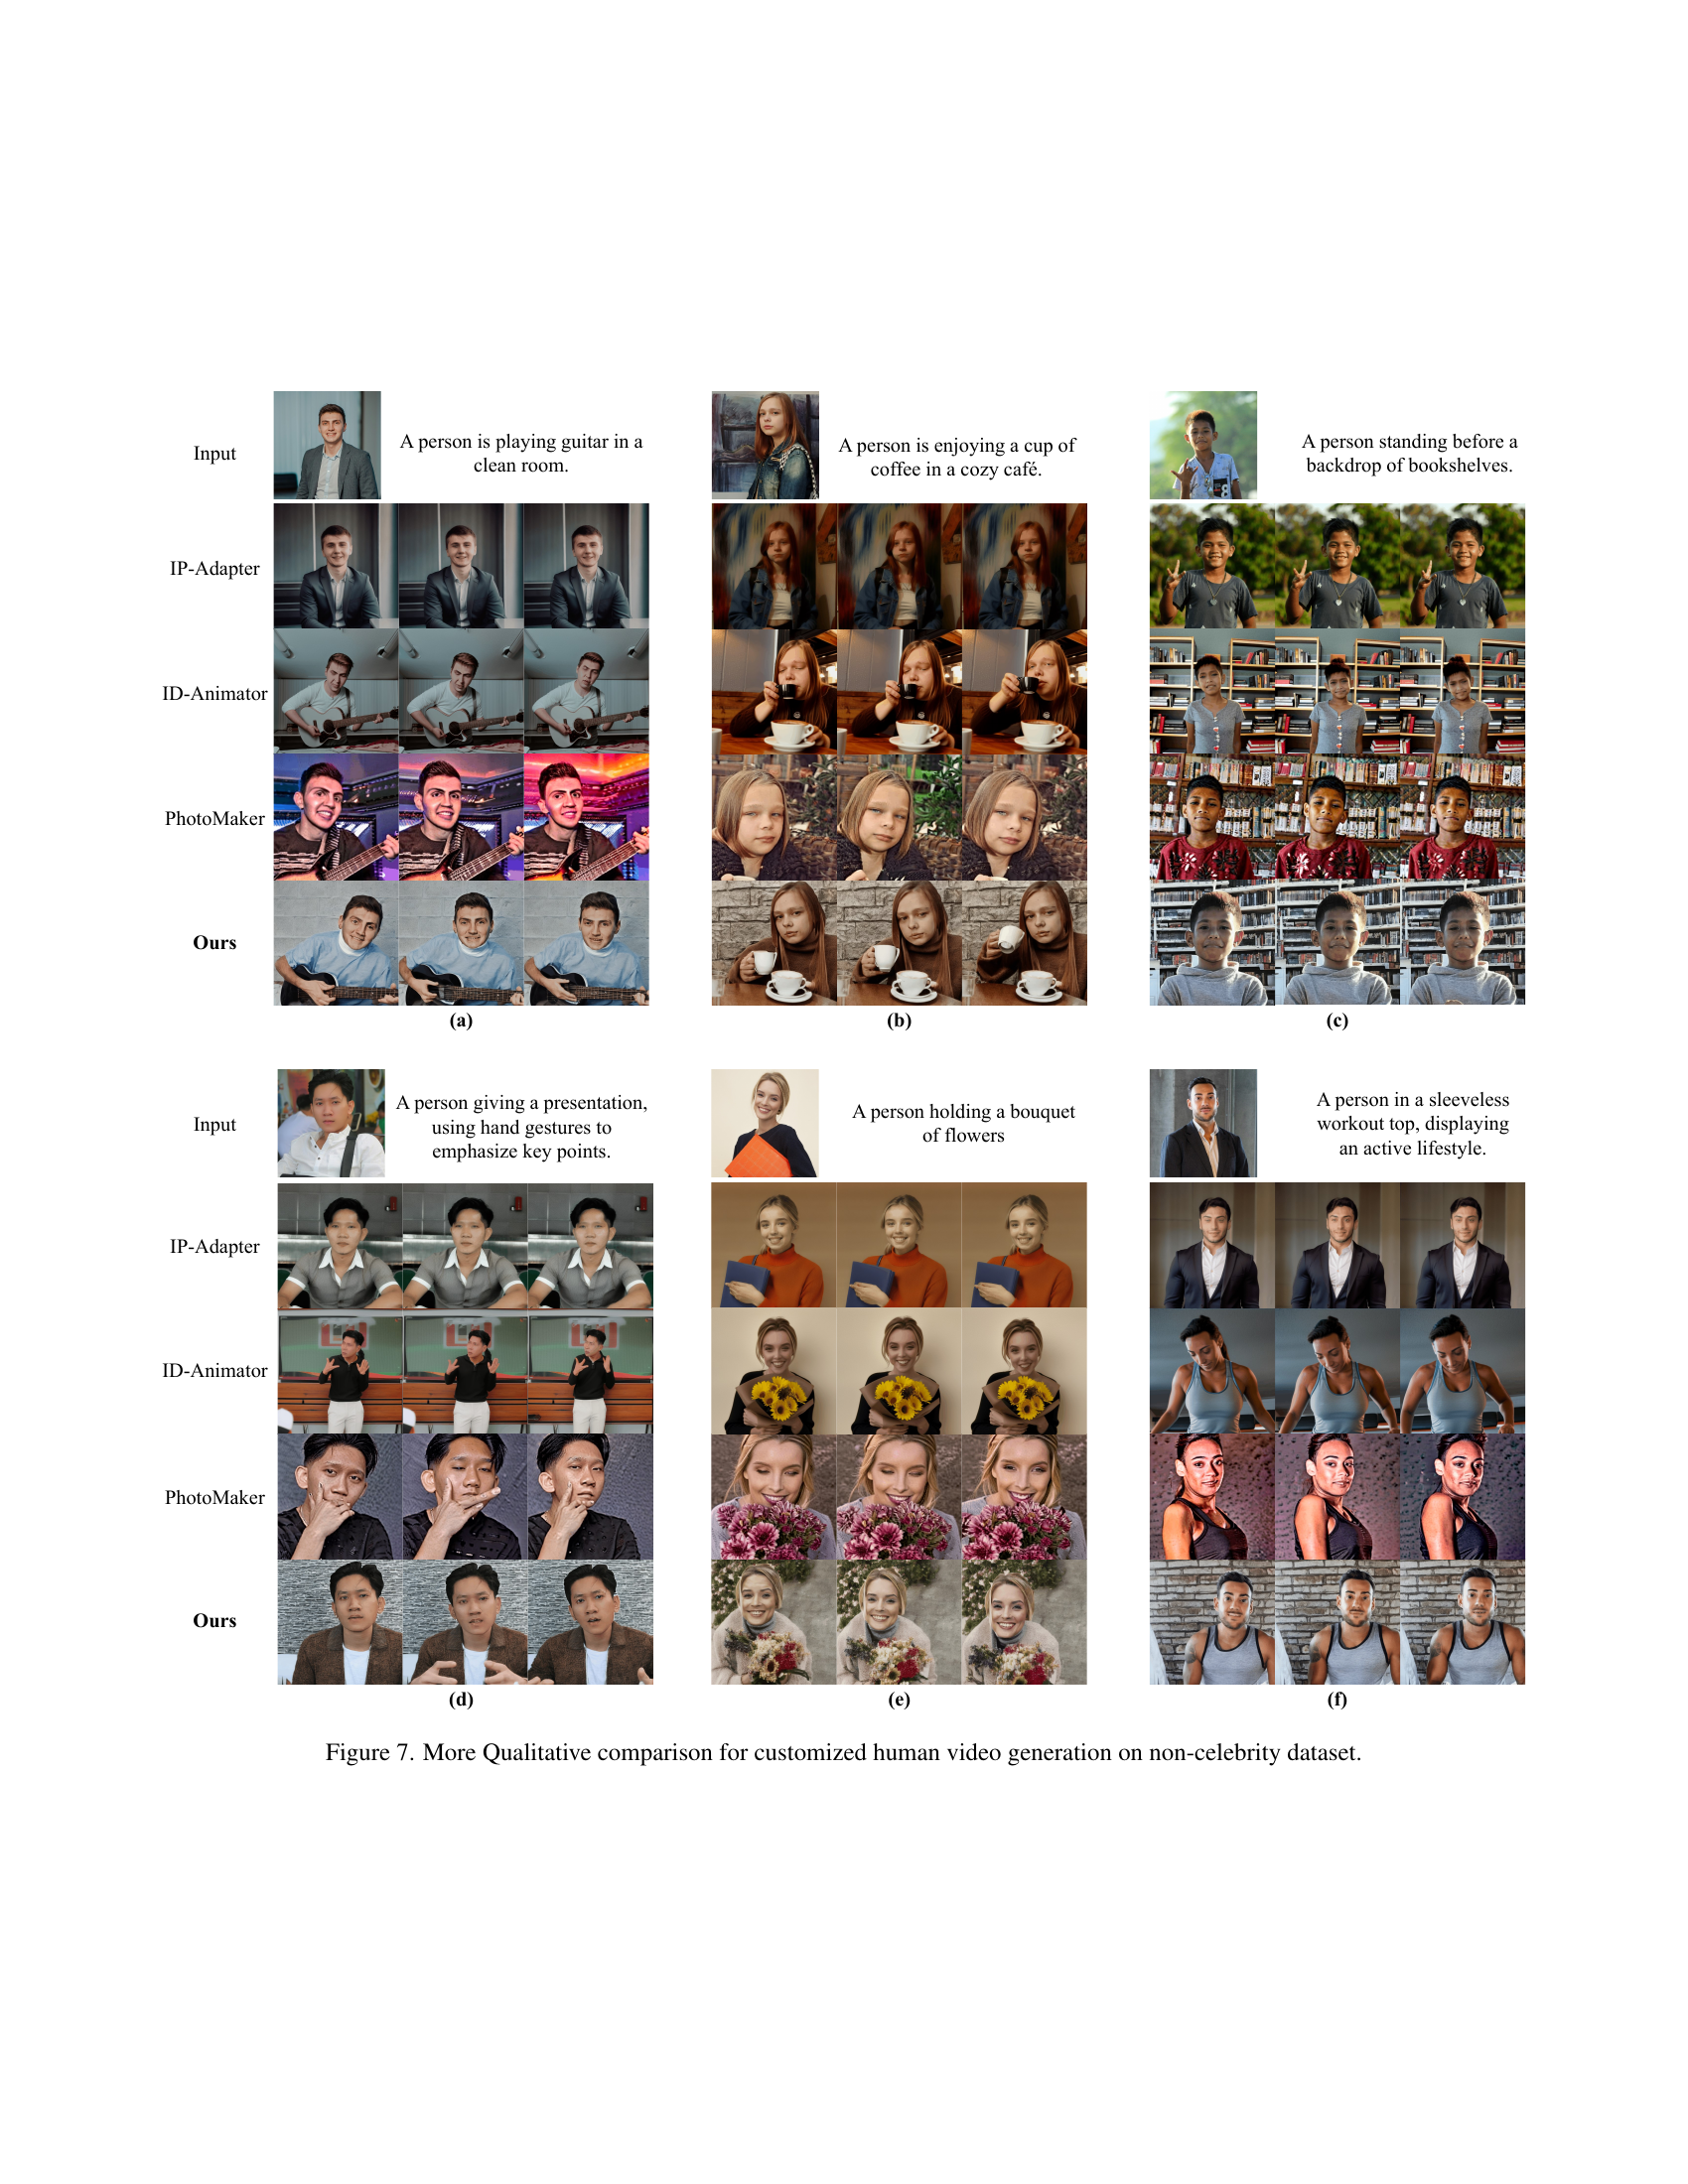 Input
A person is playing guitar in a
clean room.
A person is enjoying a cup of
coffee in a cozy café.
A person standing before a
backdrop of bookshelves.
IP-Adapter
ID-Animator
PhotoMaker
Ours
(a)
(b)
(c)
Input
A person giving a presentation,
using hand gestures to
emphasize key points.
A person holding a bouquet
of flowers
A person in a sleeveless
workout top, displaying
an active lifestyle.
IP-Adapter
ID-Animator
PhotoMaker
Ours
(d)
(e)
(f)
Figure 7. More Qualitative comparison for customized human video generation on non-celebrity dataset.